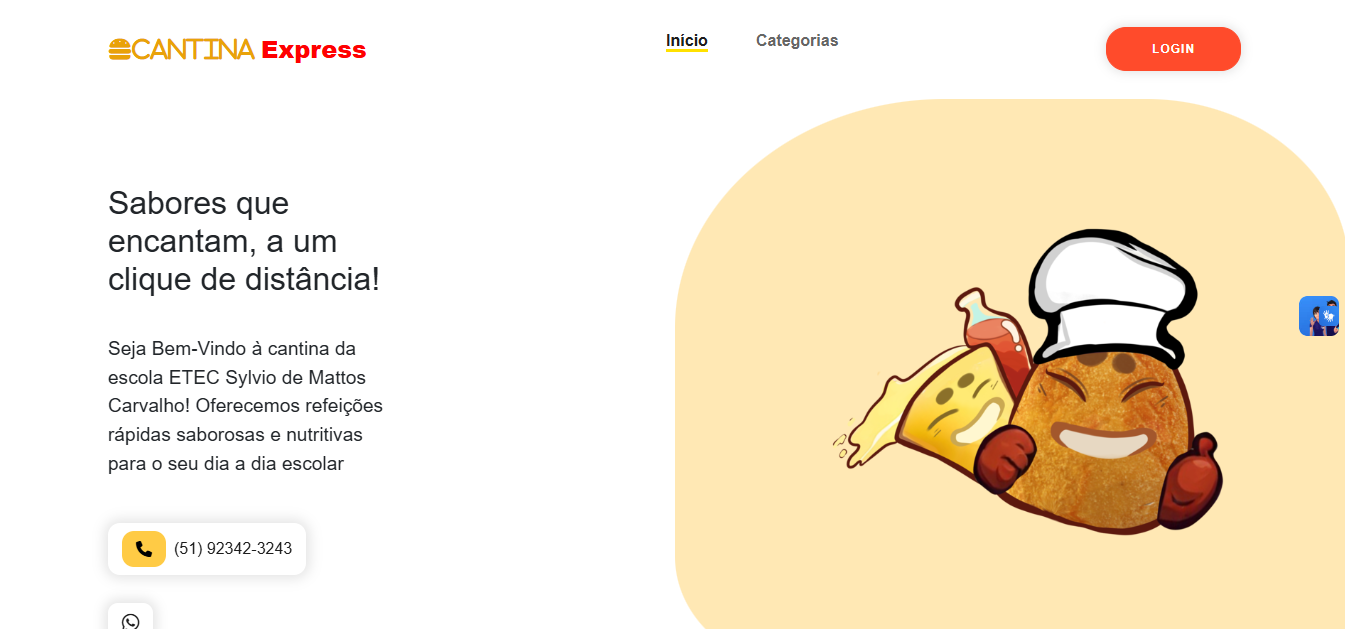 CANTINA Express
Início
Categorias
LOGIN
Sabores que
encantam, a um
clique de distância!
Seja Bem-Vindo à cantina da
escola ETEC Sylvio de Mattos
Carvalho! Oferecemos refeições
rápidas saborosas e nutritivas
para o seu dia a dia escolar
(51) 92342-3243